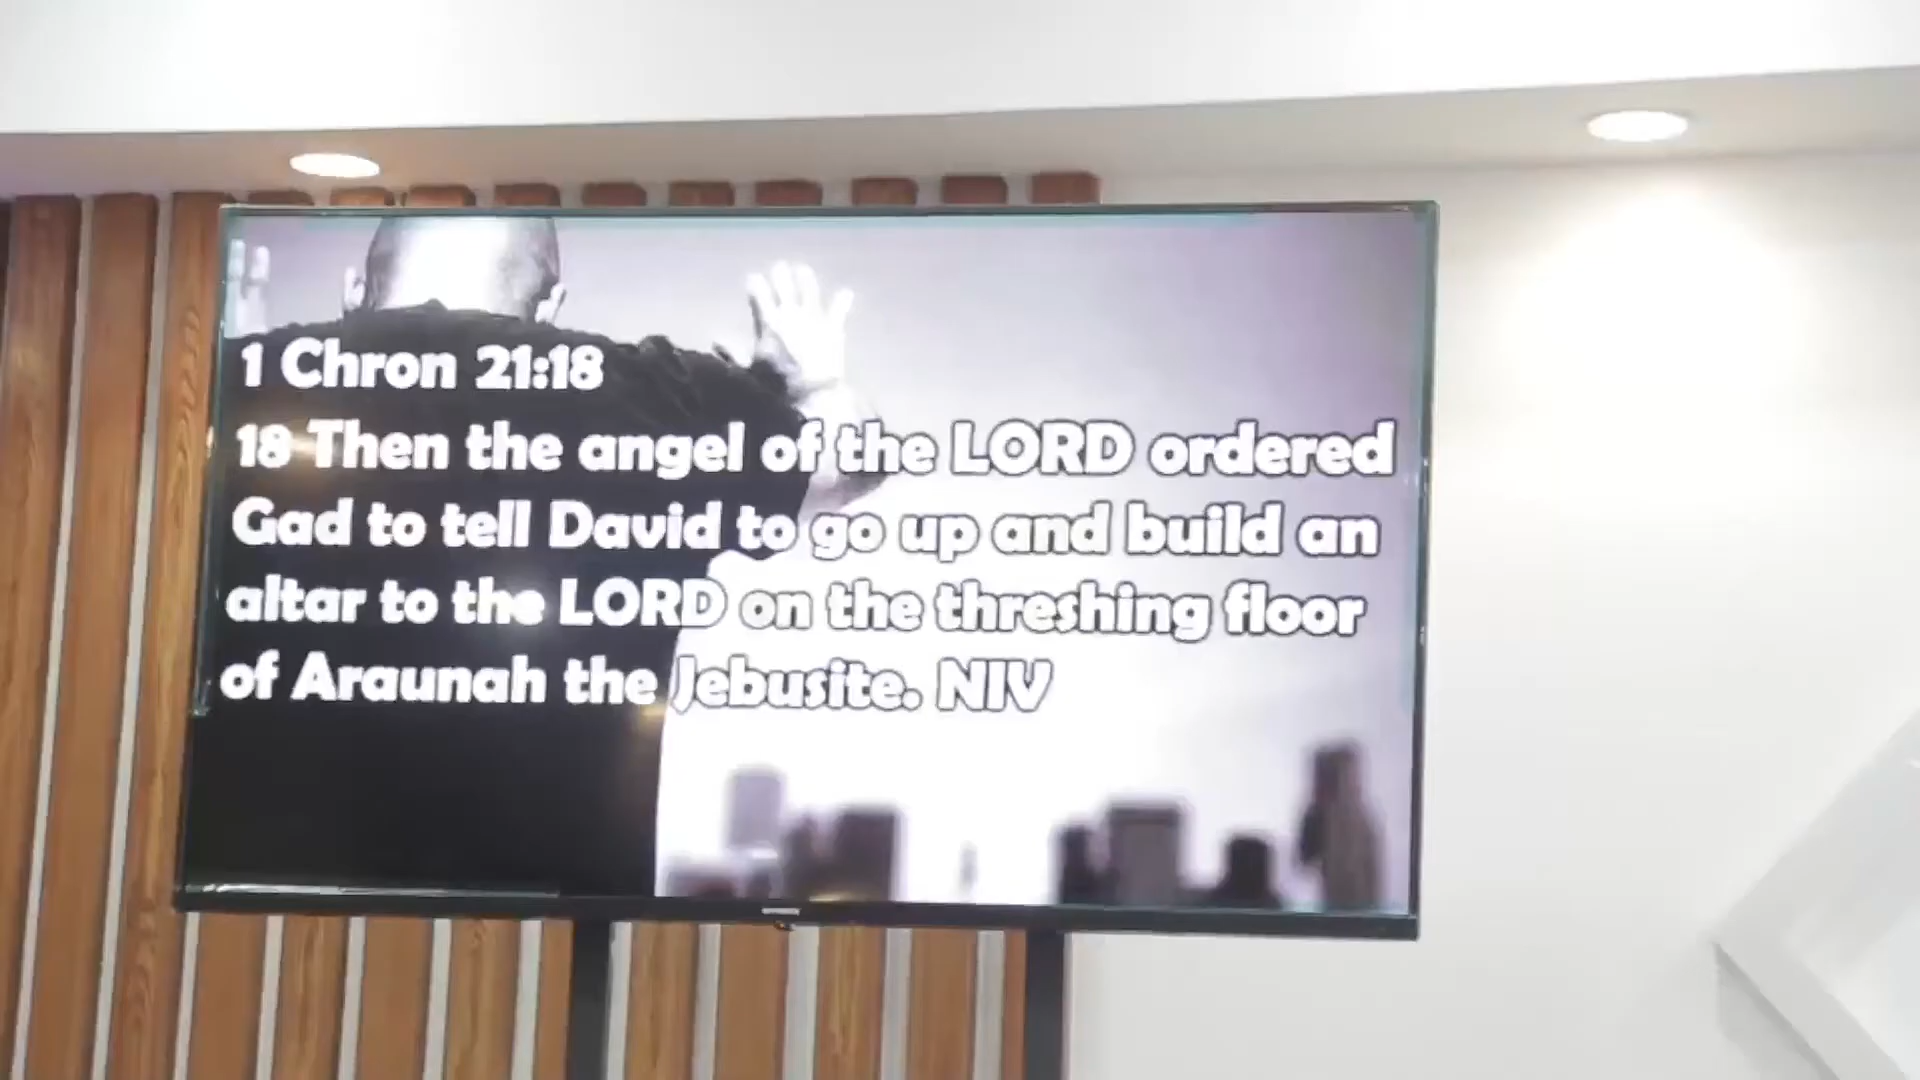 1 Chron 21:18
18 Then the angel of the LORD ordered
Gad to tell David to go up and build an
altar to the LORD on the threshing floor
of Araunah the Jebusite. NIV